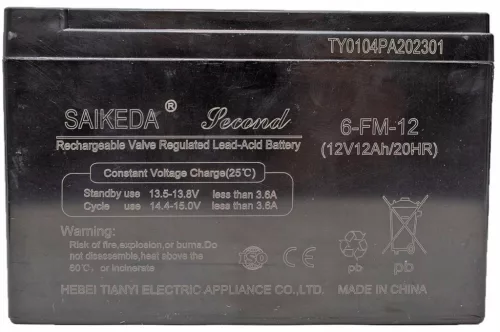 TY0104PA202301
SAIKEDA® Second
6-FM-12
Rechargeable Valve Regulated Lead-Acid Battery
(12V12Ah/20HR)
Constant Voltage Charge(25℃)
Standby use 13.5-13.8V less than 3.6A
Cycle use 14.4-15.0V less than 3.6A
Warning:
Risk of fire,explosion, or burns.Do
not disassemble,heat above the
60℃, or incinerate
ISO CE
Pb pb
HEBEI TIANYI ELECTRIC APPLIANCE CO.,LTD. MADE IN CHINA